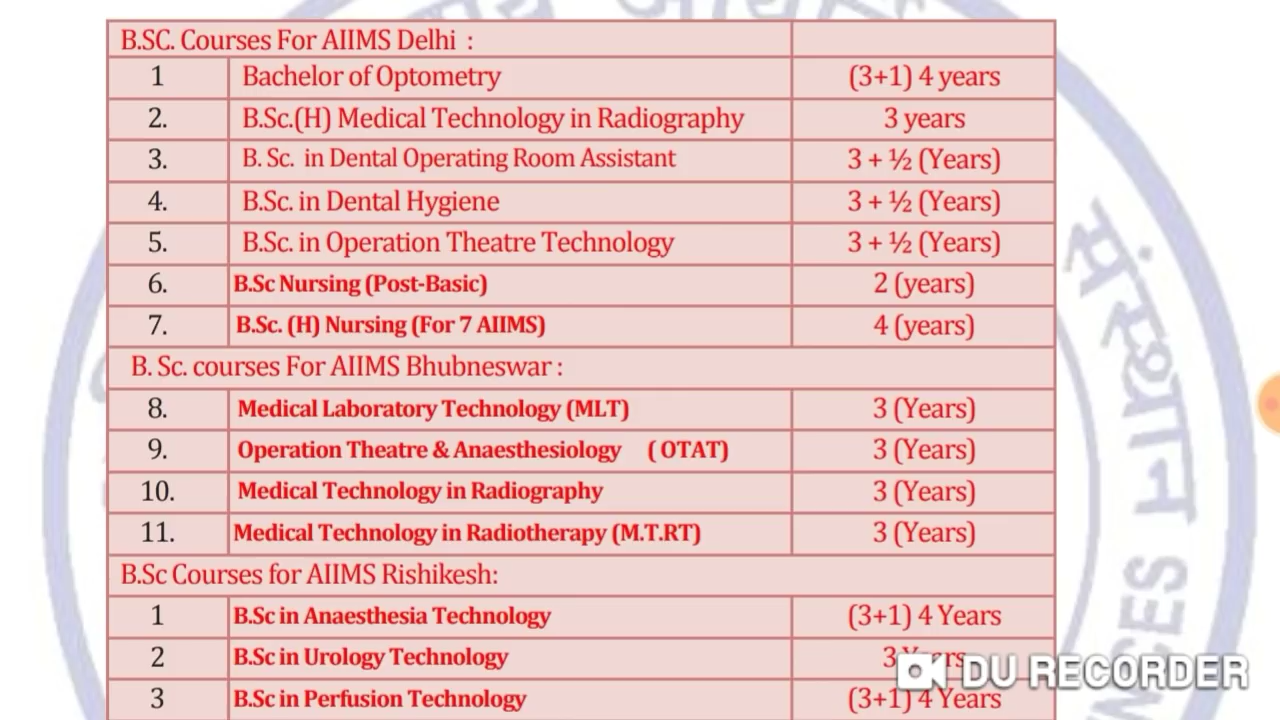 B.SC. Courses For AIIMS Delhi :
1 Bachelor of Optometry (3+1) 4 years
2. B.Sc.(H) Medical Technology in Radiography 3 years
3. B. Sc. in Dental Operating Room Assistant 3 + ½ (Years)
4. B.Sc. in Dental Hygiene 3 + ½ (Years)
5. B.Sc. in Operation Theatre Technology 3 + ½ (Years)
6. B.Sc Nursing (Post-Basic) 2 (years)
7. B.Sc. (H) Nursing (For 7 AIIMS) 4 (years)
B. Sc. courses For AIIMS Bhubneswar :
8. Medical Laboratory Technology (MLT) 3 (Years)
9. Operation Theatre & Anaesthesiology ( OTAT) 3 (Years)
10. Medical Technology in Radiography 3 (Years)
11. Medical Technology in Radiotherapy (M.T.RT) 3 (Years)
B.Sc Courses for AIIMS Rishikesh:
1 B.Sc in Anaesthesia Technology (3+1) 4 Years
2 B.Sc in Urology Technology 3 Years
3 B.Sc in Perfusion Technology (3+1) 4 Years
DU RECORDER
संस्थान